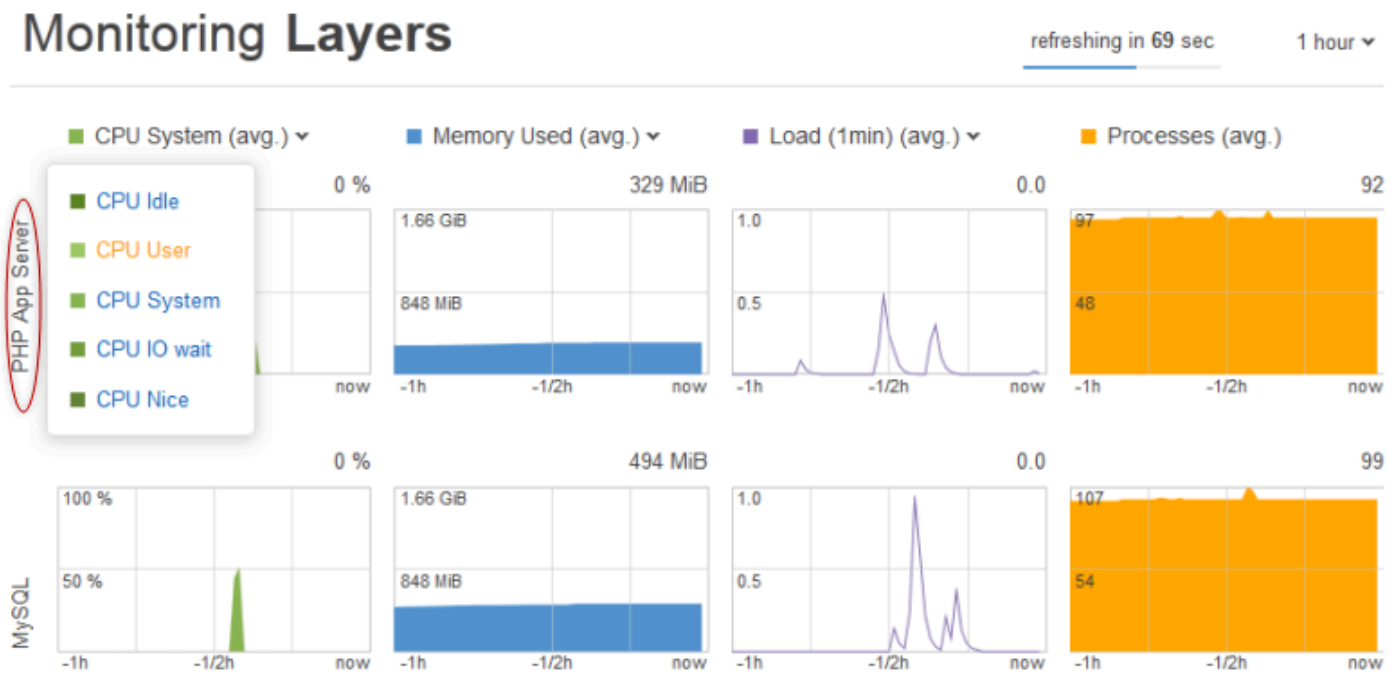 Monitoring Layers
refreshing in 69 sec
1 hour
CPU System (avg.)
Memory Used (avg.)
Load (1min) (avg.)
Processes (avg.)
PHP App Server
CPU Idle
CPU User
CPU System
CPU IO wait
CPU Nice
0 %
now
329 MiB
1.66 GiB
848 MiB
-1h -1/2h now
0.0
1.0
0.5
-1h -1/2h now
92
97
48
-1h -1/2h now
MySQL
0 %
100 %
50 %
-1h -1/2h now
494 MiB
1.66 GiB
848 MiB
-1h -1/2h now
0.0
1.0
0.5
-1h -1/2h now
99
107
54
-1h -1/2h now